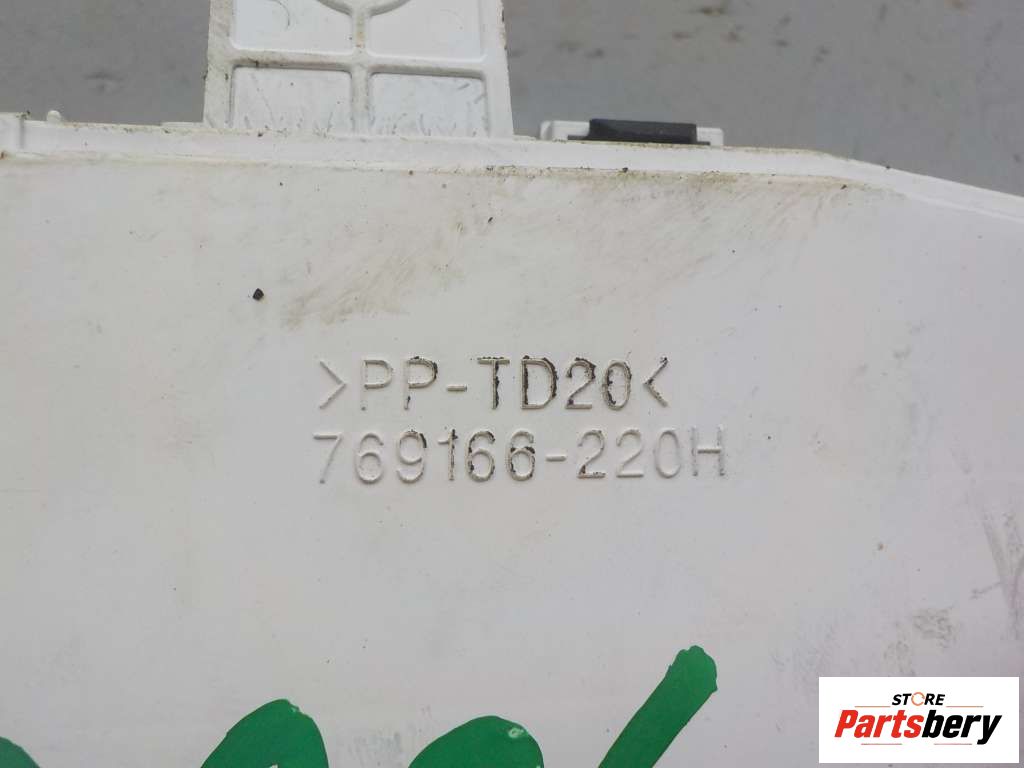 >PP-TD20<
769166-220H
STORE
Partsbery